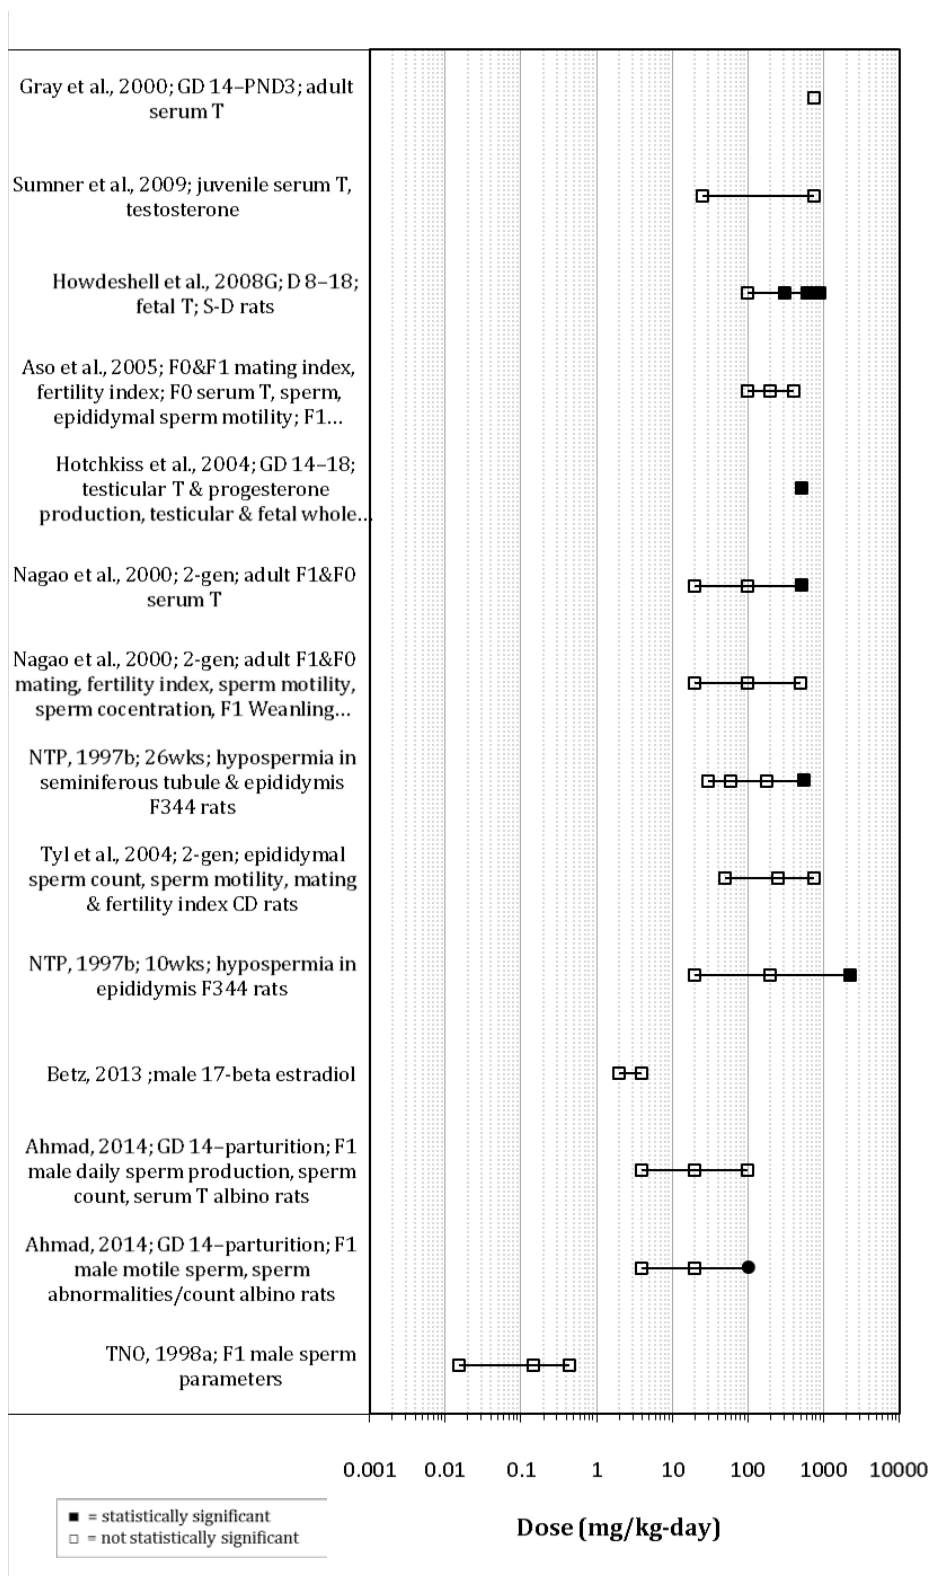 Gray et al., 2000; GD 14–PND3; adult
serum T
Sumner et al., 2009; juvenile serum T,
testosterone
Howdeshell et al., 2008G; D 8–18;
fetal T; S-D rats
Aso et al., 2005; F0&F1 mating index,
fertility index; F0 serum T, sperm,
epididymal sperm motility; F1...
Hotchkiss et al., 2004; GD 14–18;
testicular T & progesterone
production, testicular & fetal whole...
Nagao et al., 2000; 2-gen; adult F1&F0
serum T
Nagao et al., 2000; 2-gen; adult F1&F0
mating, fertility index, sperm motility,
sperm cocentration, F1 Weanling...
NTP, 1997b; 26wks; hypospermia in
seminiferous tubule & epididymis
F344 rats
Tyl et al., 2004; 2-gen; epididymal
sperm count, sperm motility, mating
& fertility index CD rats
NTP, 1997b; 10wks; hypospermia in
epididymis F344 rats
Betz, 2013 ;male 17-beta estradiol
Ahmad, 2014; GD 14–parturition; F1
male daily sperm production, sperm
count, serum T albino rats
Ahmad, 2014; GD 14–parturition; F1
male motile sperm, sperm
abnormalities/count albino rats
TNO, 1998a; F1 male sperm
parameters
0.001 0.01 0.1 1 10 100 1000 10000
Dose (mg/kg-day)
■ = statistically significant
□ = not statistically significant